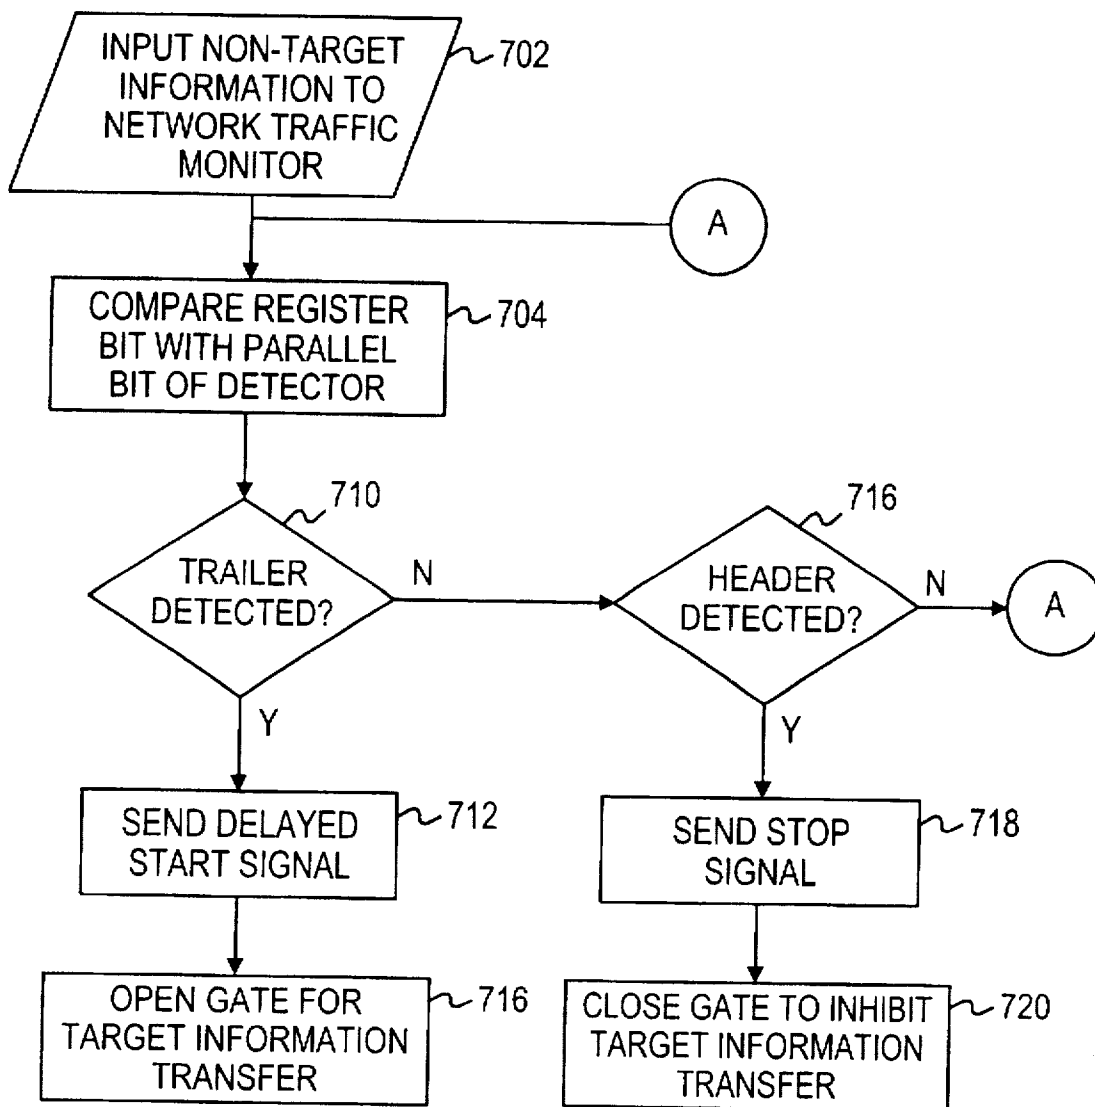 INPUT NON-TARGET
INFORMATION TO
NETWORK TRAFFIC
MONITOR
702
A
COMPARE REGISTER
BIT WITH PARALLEL
BIT OF DETECTOR
704
TRAILER
DETECTED?
710
N
Y
HEADER
DETECTED?
716
N
A
Y
SEND DELAYED
START SIGNAL
712
SEND STOP
SIGNAL
718
OPEN GATE FOR
TARGET INFORMATION
TRANSFER
716
CLOSE GATE TO INHIBIT
TARGET INFORMATION
TRANSFER
720